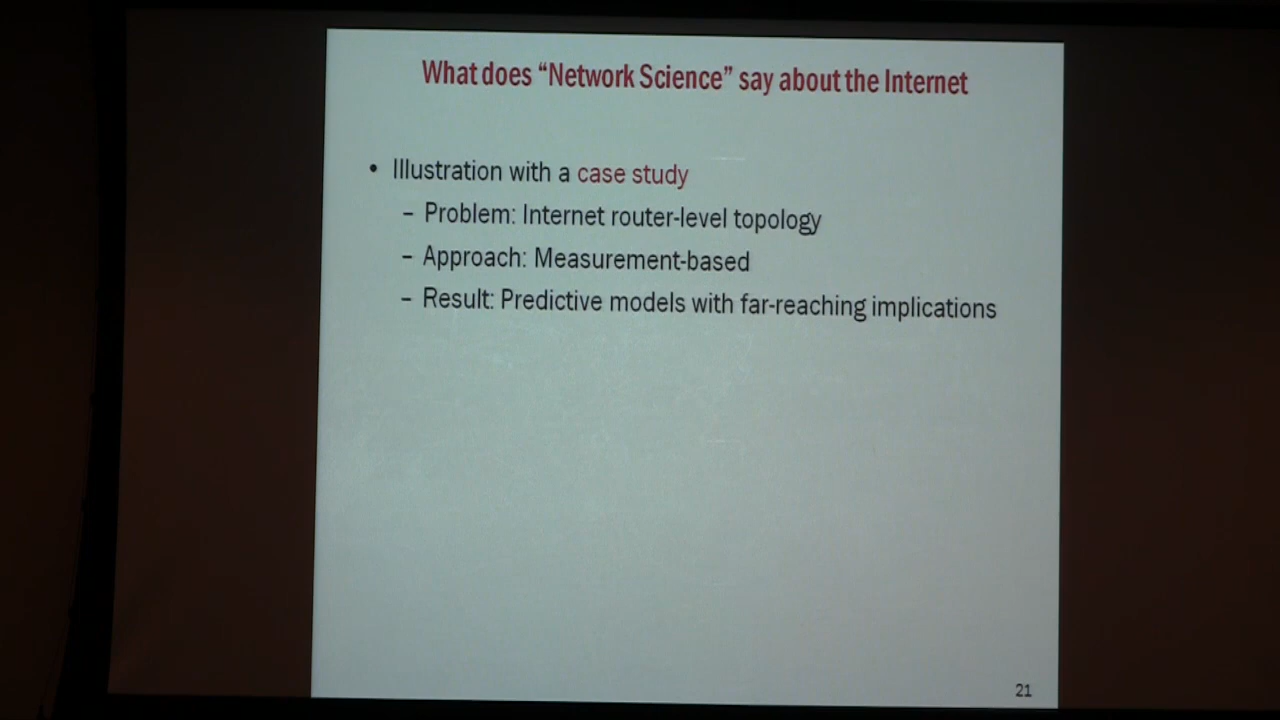 What does “Network Science” say about the Internet
• Illustration with a case study
– Problem: Internet router-level topology
– Approach: Measurement-based
– Result: Predictive models with far-reaching implications
21